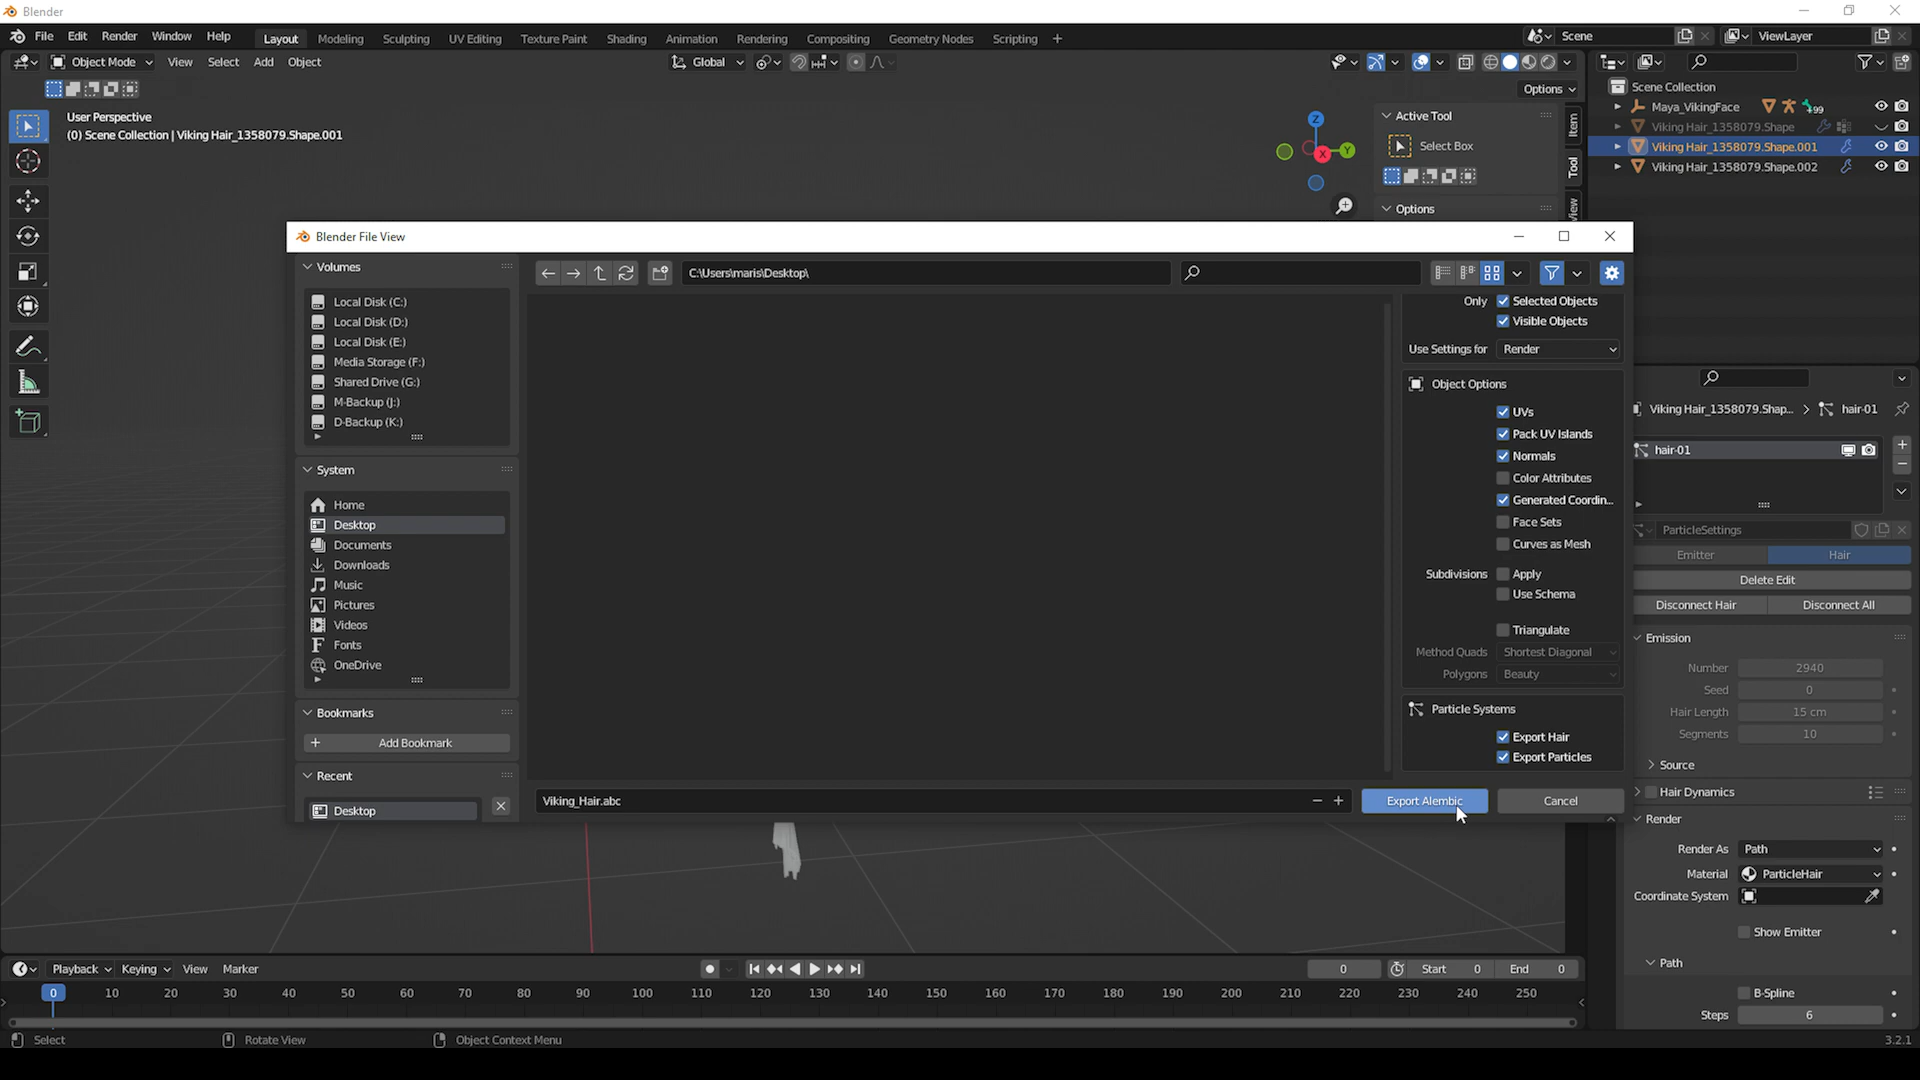 Blender
File Edit Render Window Help Layout Modeling Sculpting UV Editing Texture Paint Shading Animation Rendering Compositing Geometry Nodes Scripting + Scene ViewLayer
Object Mode View Select Add Object Global
Options
User Perspective
(0) Scene Collection | Viking Hair_1358079.Shape.001
Z
X
Y
Active Tool
Select Box
Options
Item
Tool
View
Scene Collection
Maya_VikingFace 99
Viking Hair_1358079.Shape
Viking Hair_1358079.Shape.001
Viking Hair_1358079.Shape.002
Blender File View
Volumes
Local Disk (C:)
Local Disk (D:)
Local Disk (E:)
Media Storage (F:)
Shared Drive (G:)
M-Backup (J:)
D-Backup (K:)
System
Home
Desktop
Documents
Downloads
Music
Pictures
Videos
Fonts
OneDrive
Bookmarks
Add Bookmark
Recent
Desktop
C:\Users\maris\Desktop\
Only Selected Objects
Visible Objects
Use Settings for Render
Object Options
UVs
Pack UV Islands
Normals
Color Attributes
Generated Coordin...
Face Sets
Curves as Mesh
Subdivisions Apply
Use Schema
Triangulate
Method Quads Shortest Diagonal
Polygons Beauty
Particle Systems
Export Hair
Export Particles
Viking_Hair.abc
Export Alembic
Cancel
Viking Hair_1358079.Shap... hair-01
hair-01
ParticleSettings
Emitter Hair
Delete Edit
Disconnect Hair Disconnect All
Emission
Number 2940
Seed 0
Hair Length 15 cm
Segments 10
Source
Hair Dynamics
Render
Render As Path
Material ParticleHair
Coordinate System
Show Emitter
Path
B-Spline
Steps 6
Playback Keying View Marker 0 Start 0 End 0
0 10 20 30 40 50 60 70 80 90 100 110 120 130 140 150 160 170 180 190 200 210 220 230 240 250
Select Rotate View Object Context Menu 3.2.1